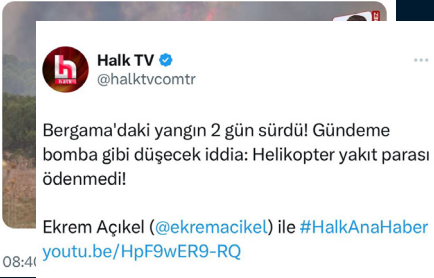 Halk TV
@halktvcomtr
Bergama'daki yangın 2 gün sürdü! Gündeme
bomba gibi düşecek iddia: Helikopter yakıt parası
ödenmedi!
Ekrem Açıkel (@ekremacikel) ile #HalkAnaHaber
youtu.be/HpF9wER9-RQ